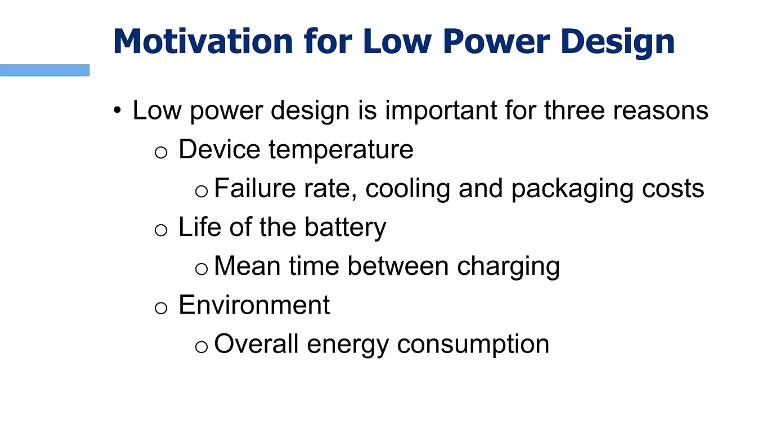 Motivation for Low Power Design
• Low power design is important for three reasons
o Device temperature
o Failure rate, cooling and packaging costs
o Life of the battery
o Mean time between charging
o Environment
o Overall energy consumption